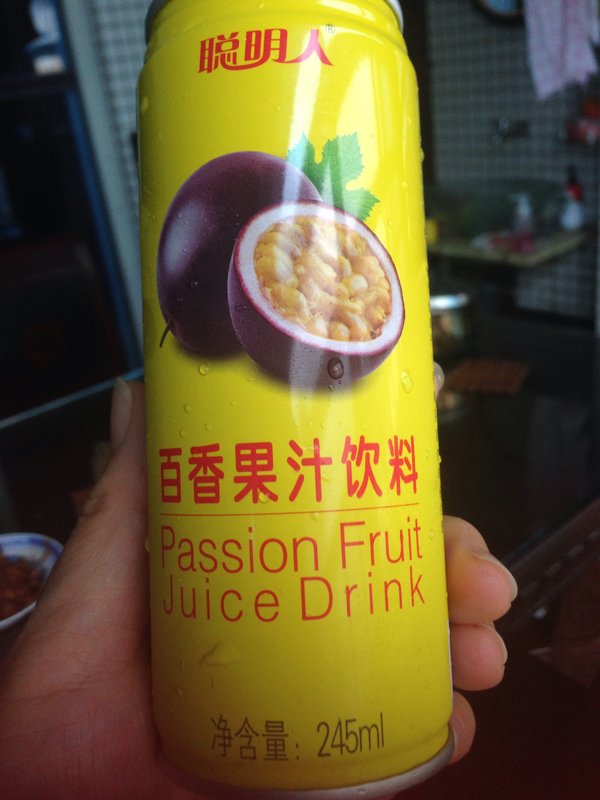 聪明人®
百香果汁饮料
Passion Fruit
Juice Drink
净含量：245ml